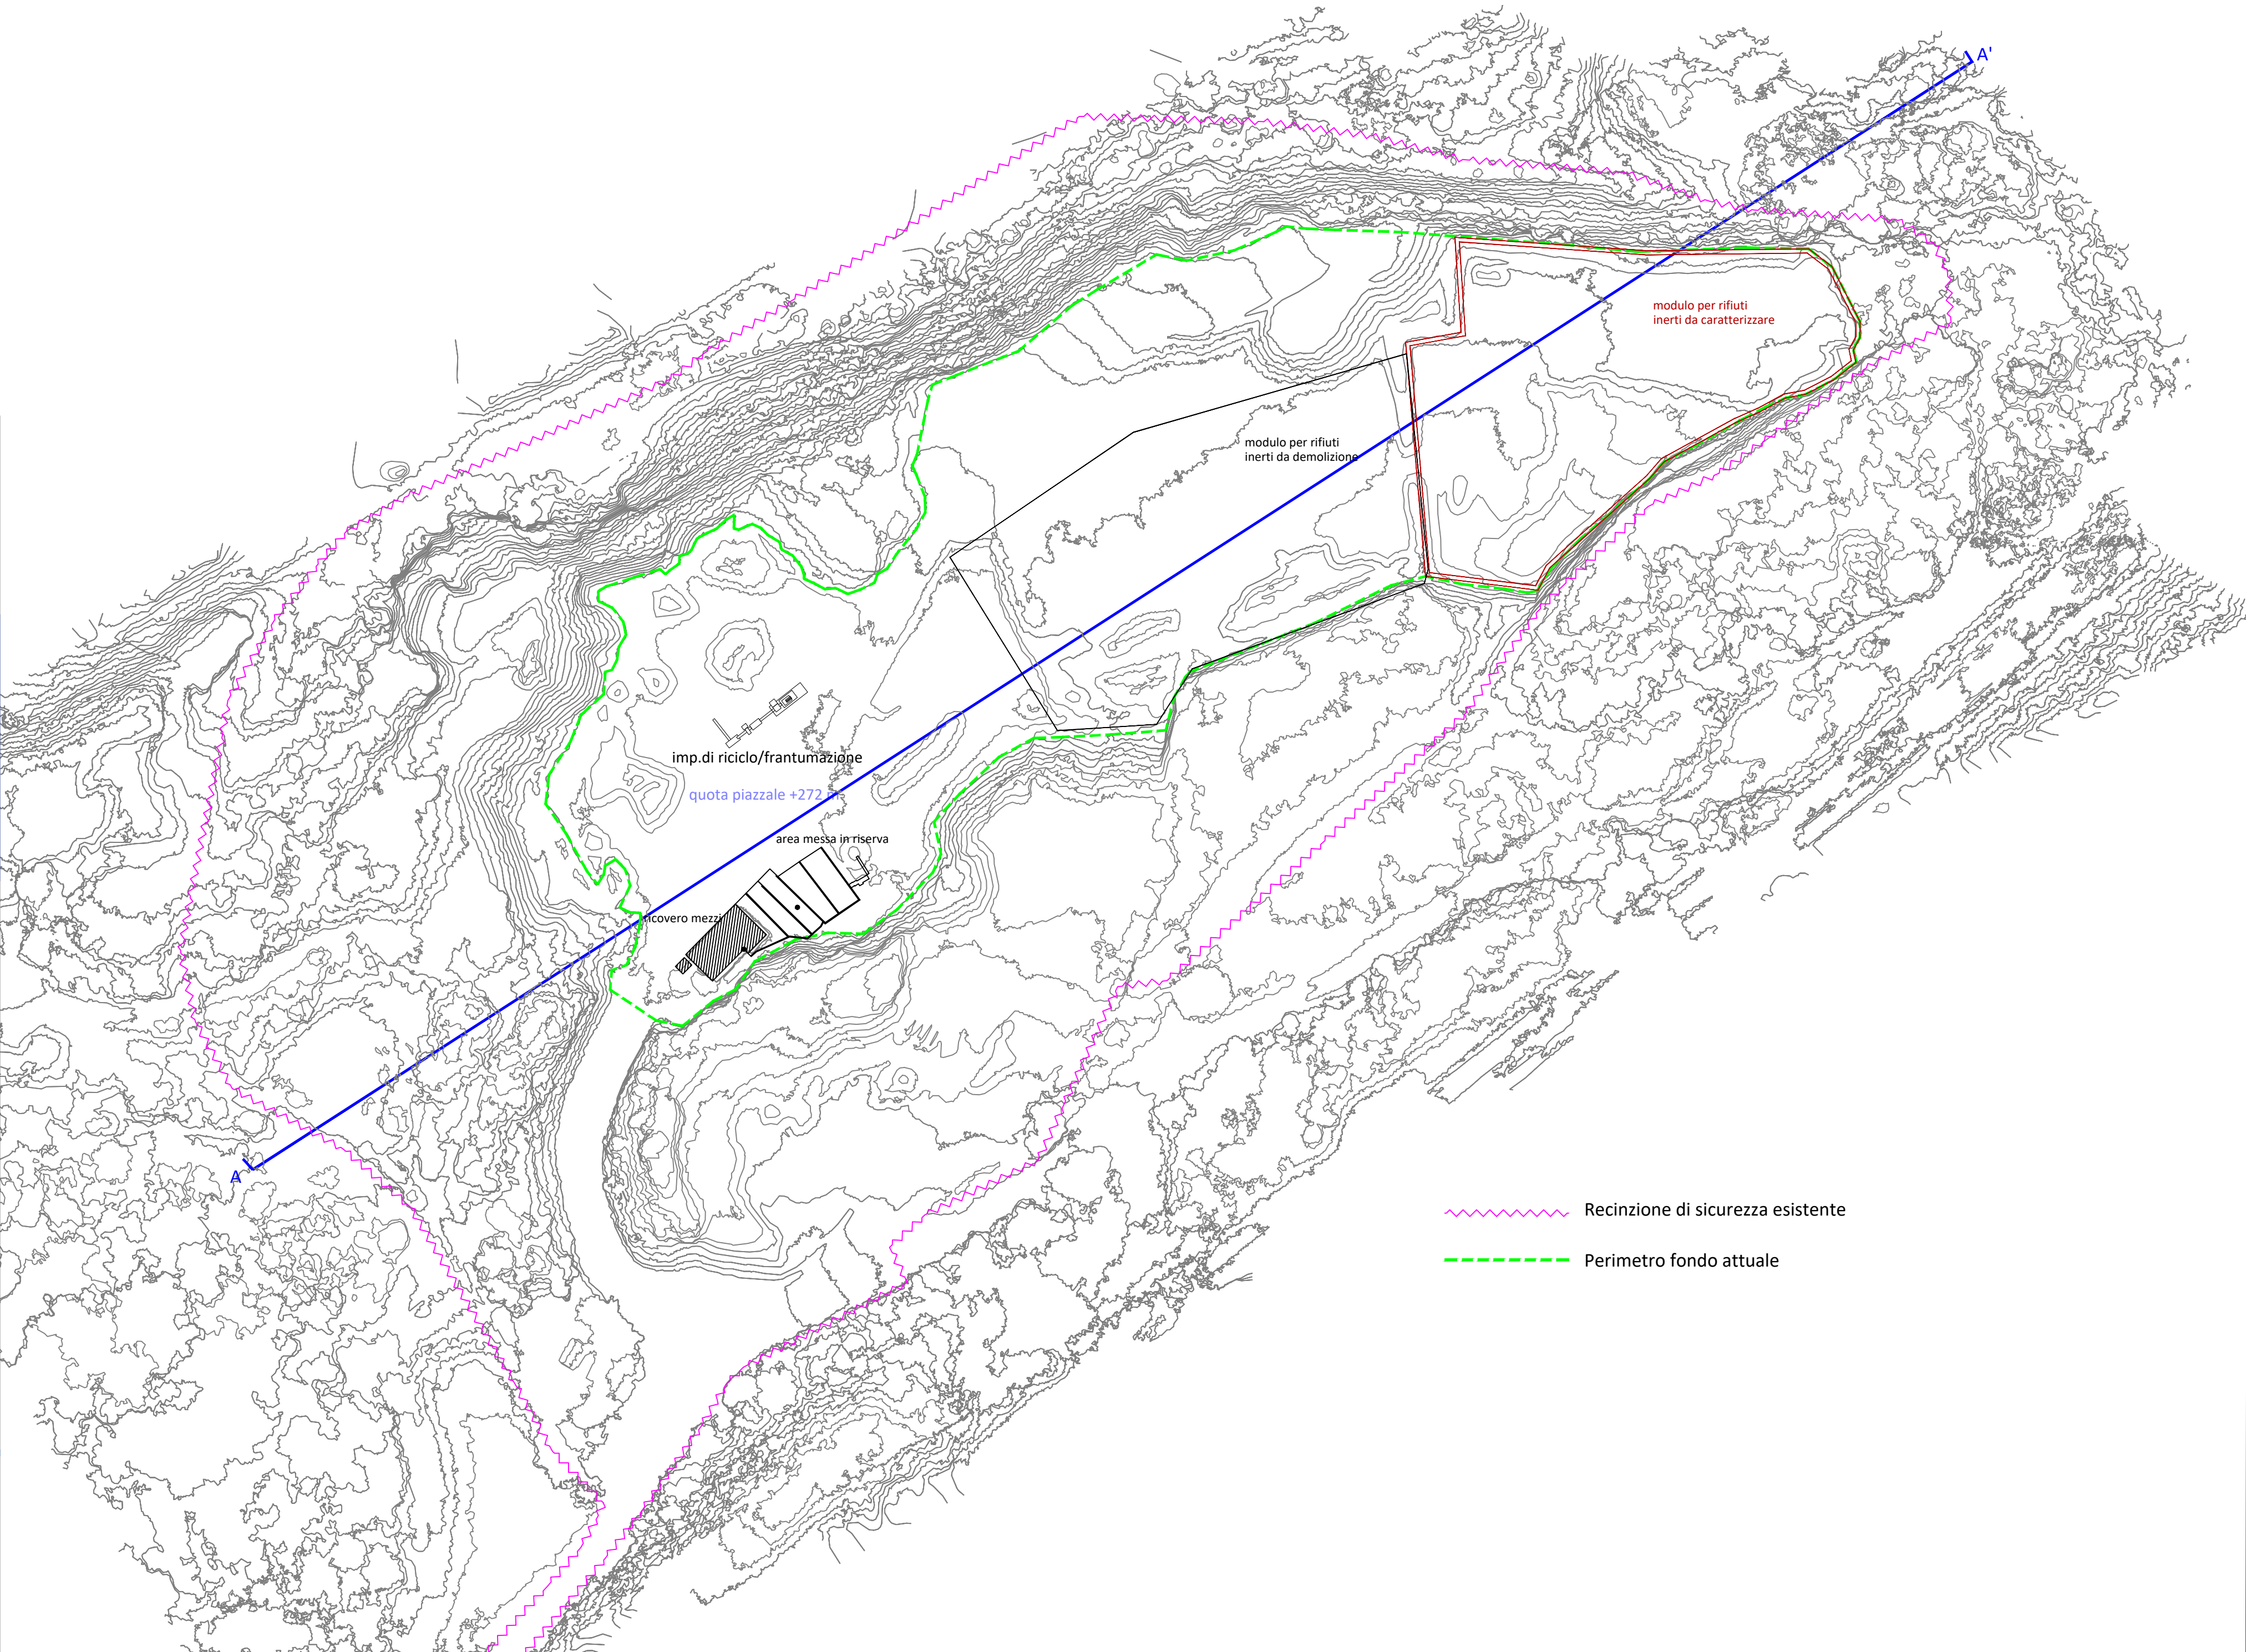 A'
modulo per rifiuti
inerti da caratterizzare
modulo per rifiuti
inerti da demolizione
imp.di riciclo/frantumazione
quota piazzale +272 m
area messa in riserva
ricovero mezzi
A
Recinzione di sicurezza esistente
Perimetro fondo attuale